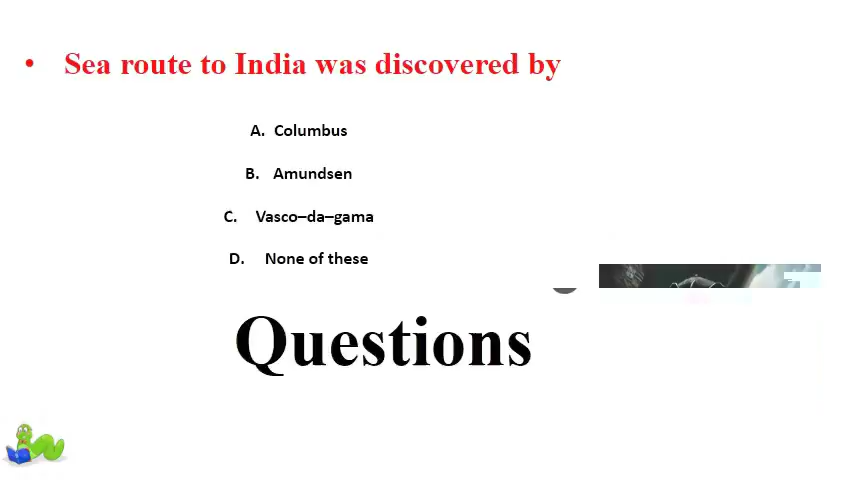 • Sea route to India was discovered by
A. Columbus
B. Amundsen
C. Vasco–da–gama
D. None of these
Questions